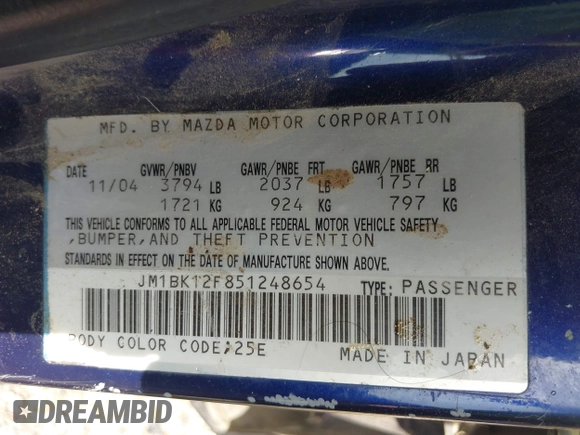 MFD. BY MAZDA MOTOR CORPORATION
DATE GVWR/PNBV GAWR/PNBE FRT GAWR/PNBE RR
11/04 3794 LB 2037 LB 1757 LB
1721 KG 924 KG 797 KG
THIS VEHICLE CONFORMS TO ALL APPLICABLE FEDERAL MOTOR VEHICLE SAFETY
,BUMPER,AND THEFT PREVENTION
STANDARDS IN EFFECT ON THE DATE OF MANUFACTURE SHOWN ABOVE.
JM1BK12F851248654 TYPE: PASSENGER
BODY COLOR CODE:25E MADE IN JAPAN
DREAMBID